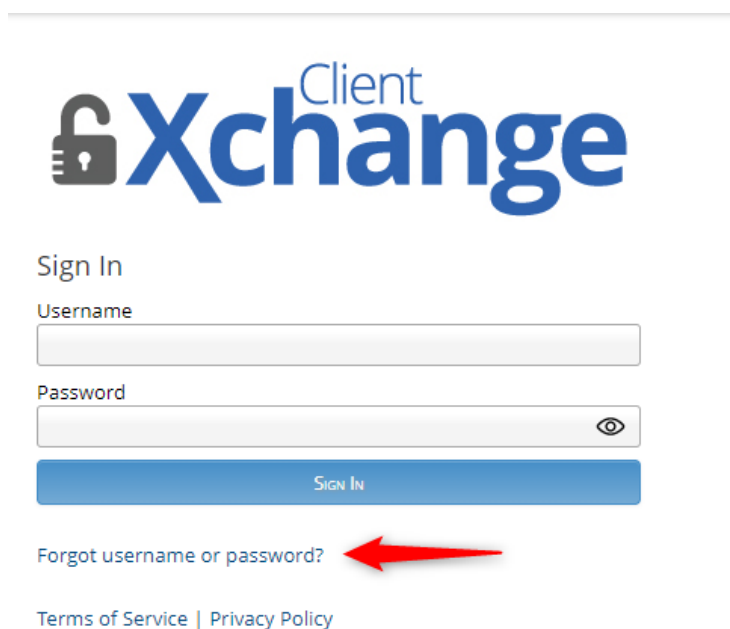 Client
Xchange
Sign In
Username
Password
Sign In
Forgot username or password?
Terms of Service | Privacy Policy